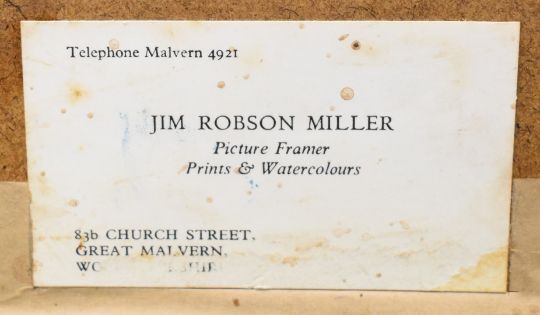 Telephone Malvern 4921
JIM ROBSON MILLER
Picture Framer
Prints & Watercolours
83b CHURCH STREET,
GREAT MALVERN,